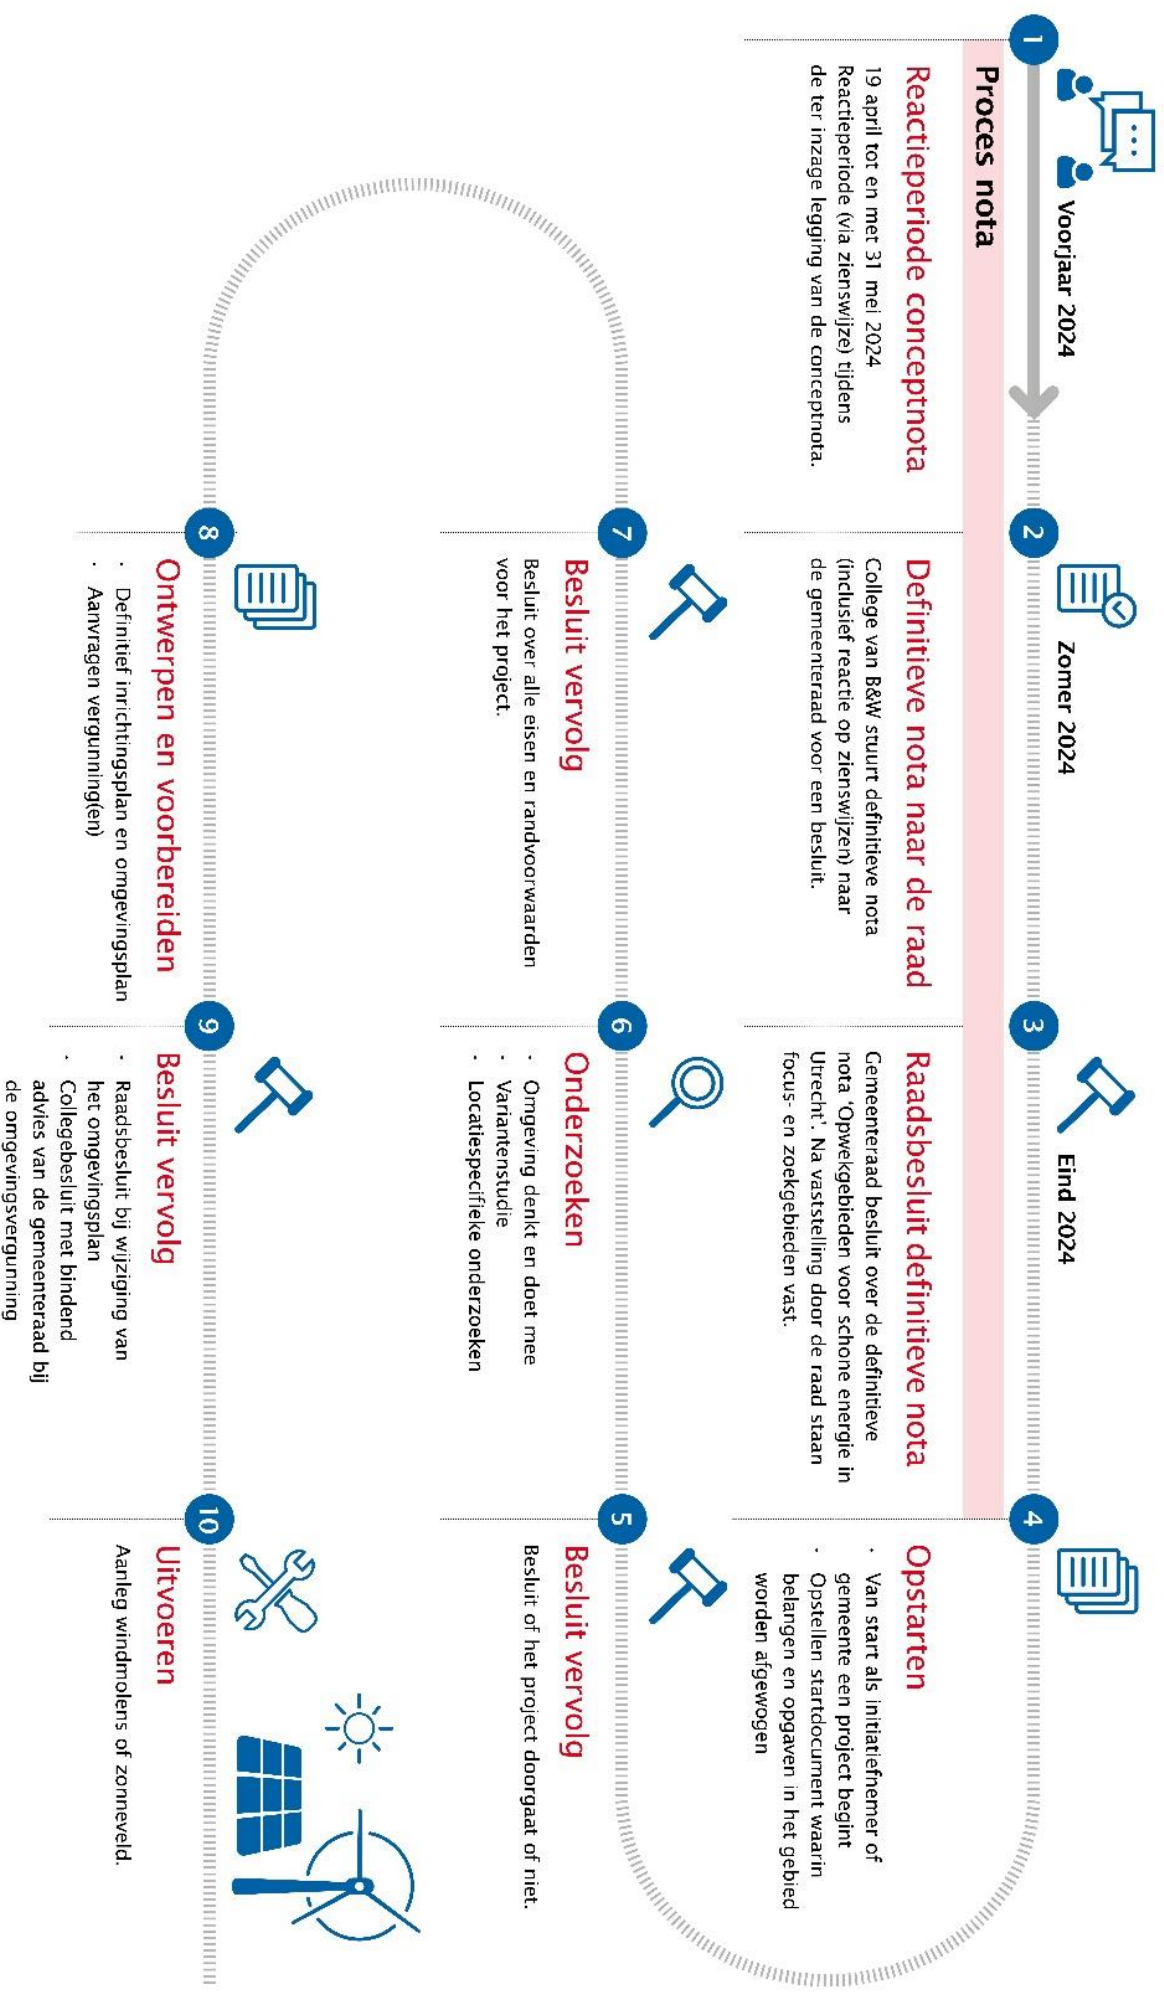 1
Voorjaar 2024
Proces nota
Reactieperiode conceptnota
19 april tot en met 31 mei 2024
Reactieperiode (via zienswijze) tijdens
de ter inzage legging van de conceptnota.
2
Zomer 2024
Definitieve nota naar de raad
College van B&W stuurt definitieve nota
(inclusief reactie op zienswijzen) naar
de gemeenteraad voor een besluit.
3
Eind 2024
Raadsbesluit definitieve nota
Gemeenteraad besluit over de definitieve
nota 'Opwekgebieden voor schone energie in
Utrecht'. Na vaststelling door de raad staan
focus- en zoekgebieden vast.
4
Opstarten
· Van start als initiatiefnemer of
gemeente een project begint
· Opstellen startdocument waarin
belangen en opgaven in het gebied
worden afgewogen
5
Besluit vervolg
Besluit of het project doorgaat of niet.
6
Onderzoeken
· Omgeving denkt en doet mee
· Variantenstudie
· Locatiespecifieke onderzoeken
7
Besluit vervolg
Besluit over alle eisen en randvoorwaarden
voor het project.
8
Ontwerpen en voorbereiden
· Definitief inrichtingsplan en omgevingsplan
· Aanvragen vergunning(en)
9
Besluit vervolg
· Raadsbesluit bij wijziging van
het omgevingsplan
· Collegebesluit met bindend
advies van de gemeenteraad bij
de omgevingsvergunning
10
Uitvoeren
Aanleg windmolens of zonneveld.